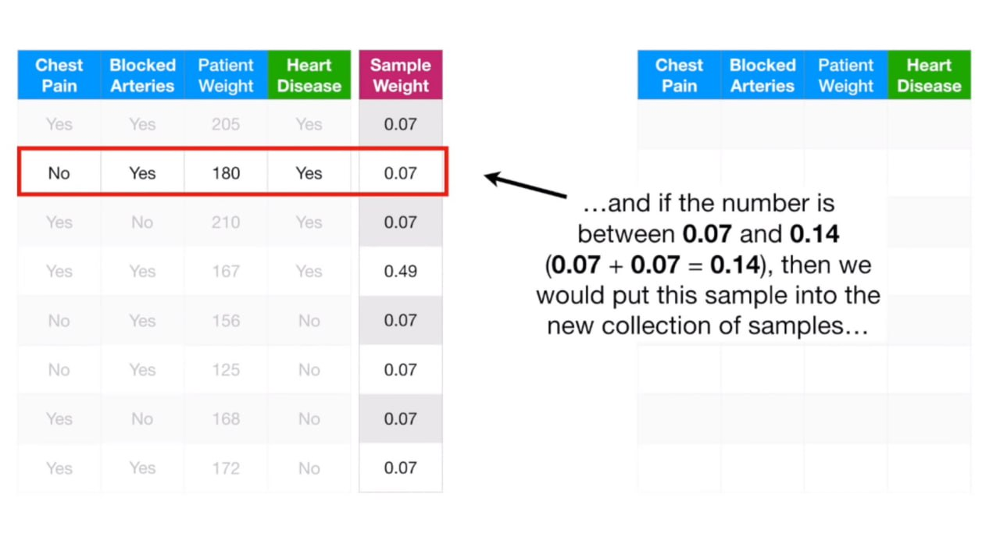 Chest Pain Blocked Arteries Patient Weight Heart Disease Sample Weight
Yes Yes 205 Yes 0.07
No Yes 180 Yes 0.07
Yes No 210 Yes 0.07
Yes Yes 167 Yes 0.49
No Yes 156 No 0.07
No Yes 125 No 0.07
Yes No 168 No 0.07
Yes Yes 172 No 0.07
…and if the number is
between 0.07 and 0.14
(0.07 + 0.07 = 0.14), then we
would put this sample into the
new collection of samples…
Chest Pain Blocked Arteries Patient Weight Heart Disease